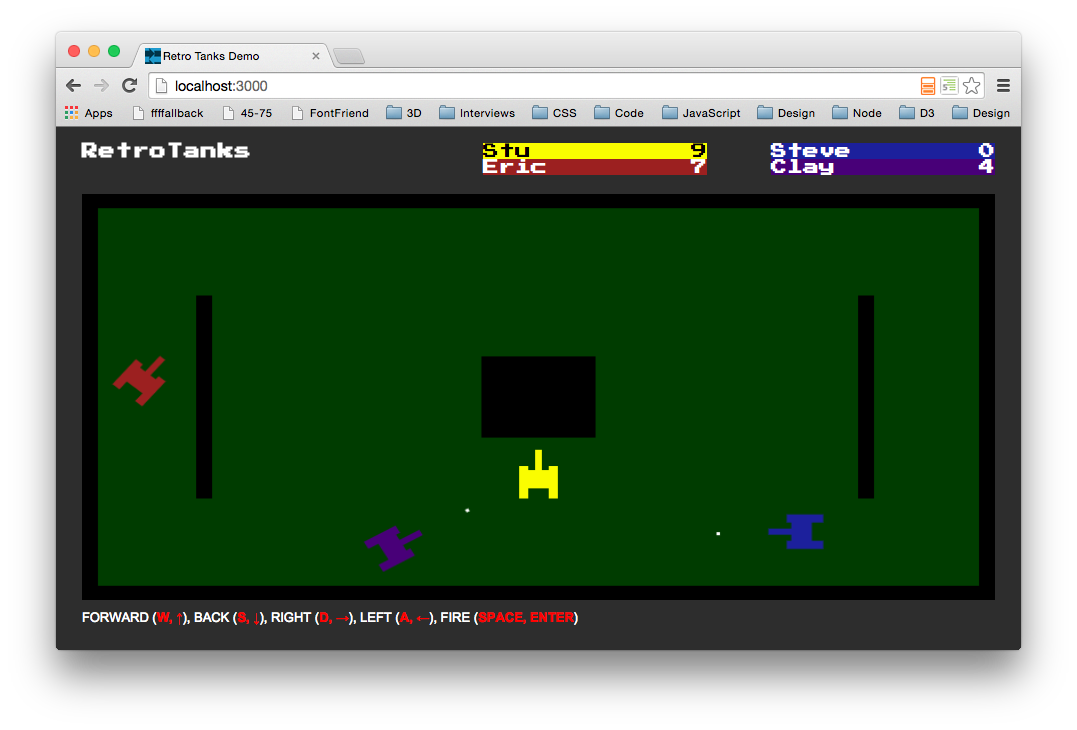 Retro Tanks Demo
localhost:3000
Apps ffffallback 45-75 FontFriend 3D Interviews CSS Code JavaScript Design Node D3 Design
RetroTanks Stu 9 Steve 0
Eric 7 Clay 4
FORWARD (W, ↑), BACK (S, ↓), RIGHT (D, →), LEFT (A, ←), FIRE (SPACE, ENTER)